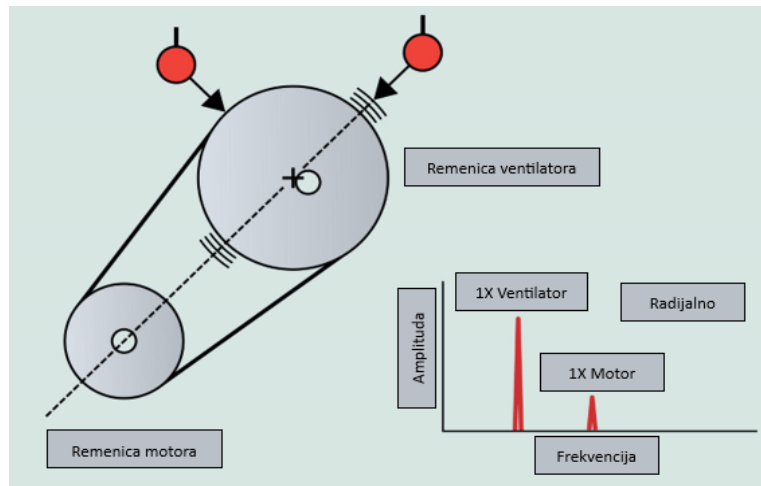 Remenica ventilatora
1X Ventilator
Radijalno
Amplituda
1X Motor
Remenica motora
Frekvencija